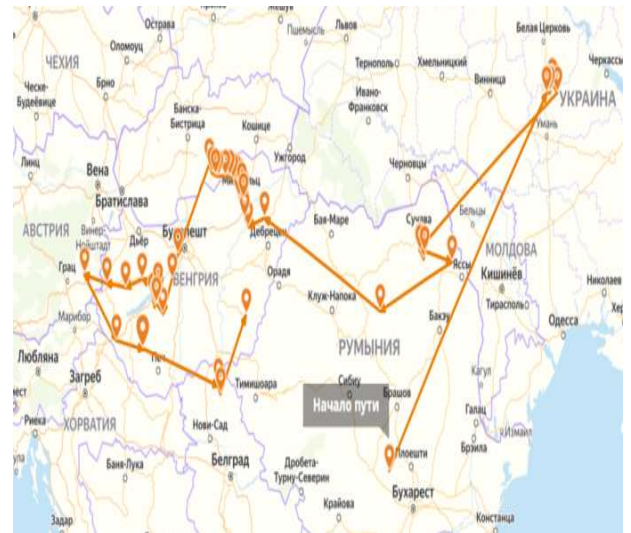 Острава
Пшемысль
Львов
ЧЕХИЯ
Оломоуц
Тернополь
Хмельницкий
Белая Церковь
Черкассы
Брно
Ческе-
Будеёвице
Ивано-
Франковск
Винница
УКРАИНА
Банска-
Бистрица
Кошице
Умань
Линц
Вена
Ужгород
Черновцы
Братислава
АВСТРИЯ
Винер-
Нойштадт
Дьёр
Дебрецен
Бая-Маре
Сучава
Бельцы
МОЛДОВА
Грац
ВЕНГРИЯ
Орадя
Яссы
Кишинёв
Николаев
Марибор
Клуж-Напока
Тирасполь
Одесса
Бакэу
Любляна
Загреб
РУМЫНИЯ
Тимишоара
Сибиу
Брашов
Кагул
Риека
ХОРВАТИЯ
Нови-Сад
Начало пути
Галац
Измаил
Баня-Лука
Белград
Дробета-
Турну-Северин
Плоешти
Брэила
Крайова
Бухарест
Задар
Констанца